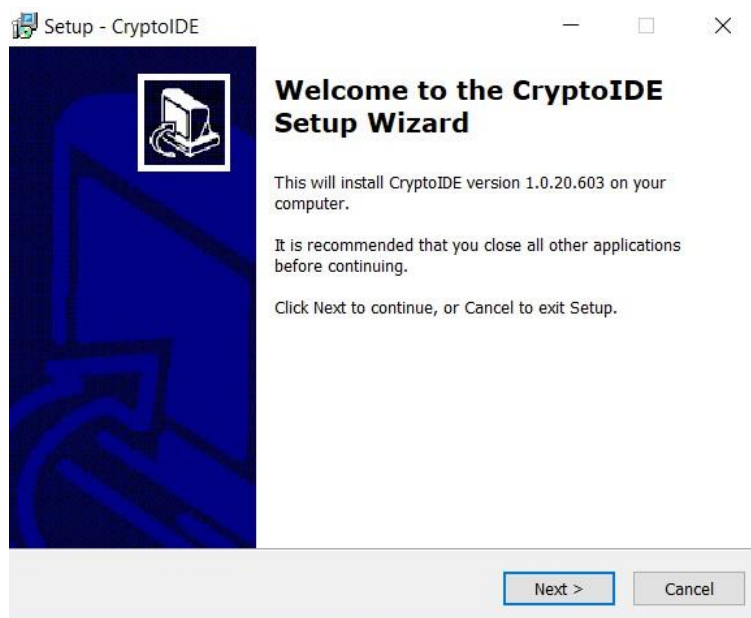 Setup - CryptoIDE
Welcome to the CryptoIDE
Setup Wizard
This will install CryptoIDE version 1.0.20.603 on your
computer.
It is recommended that you close all other applications
before continuing.
Click Next to continue, or Cancel to exit Setup.
Next >
Cancel